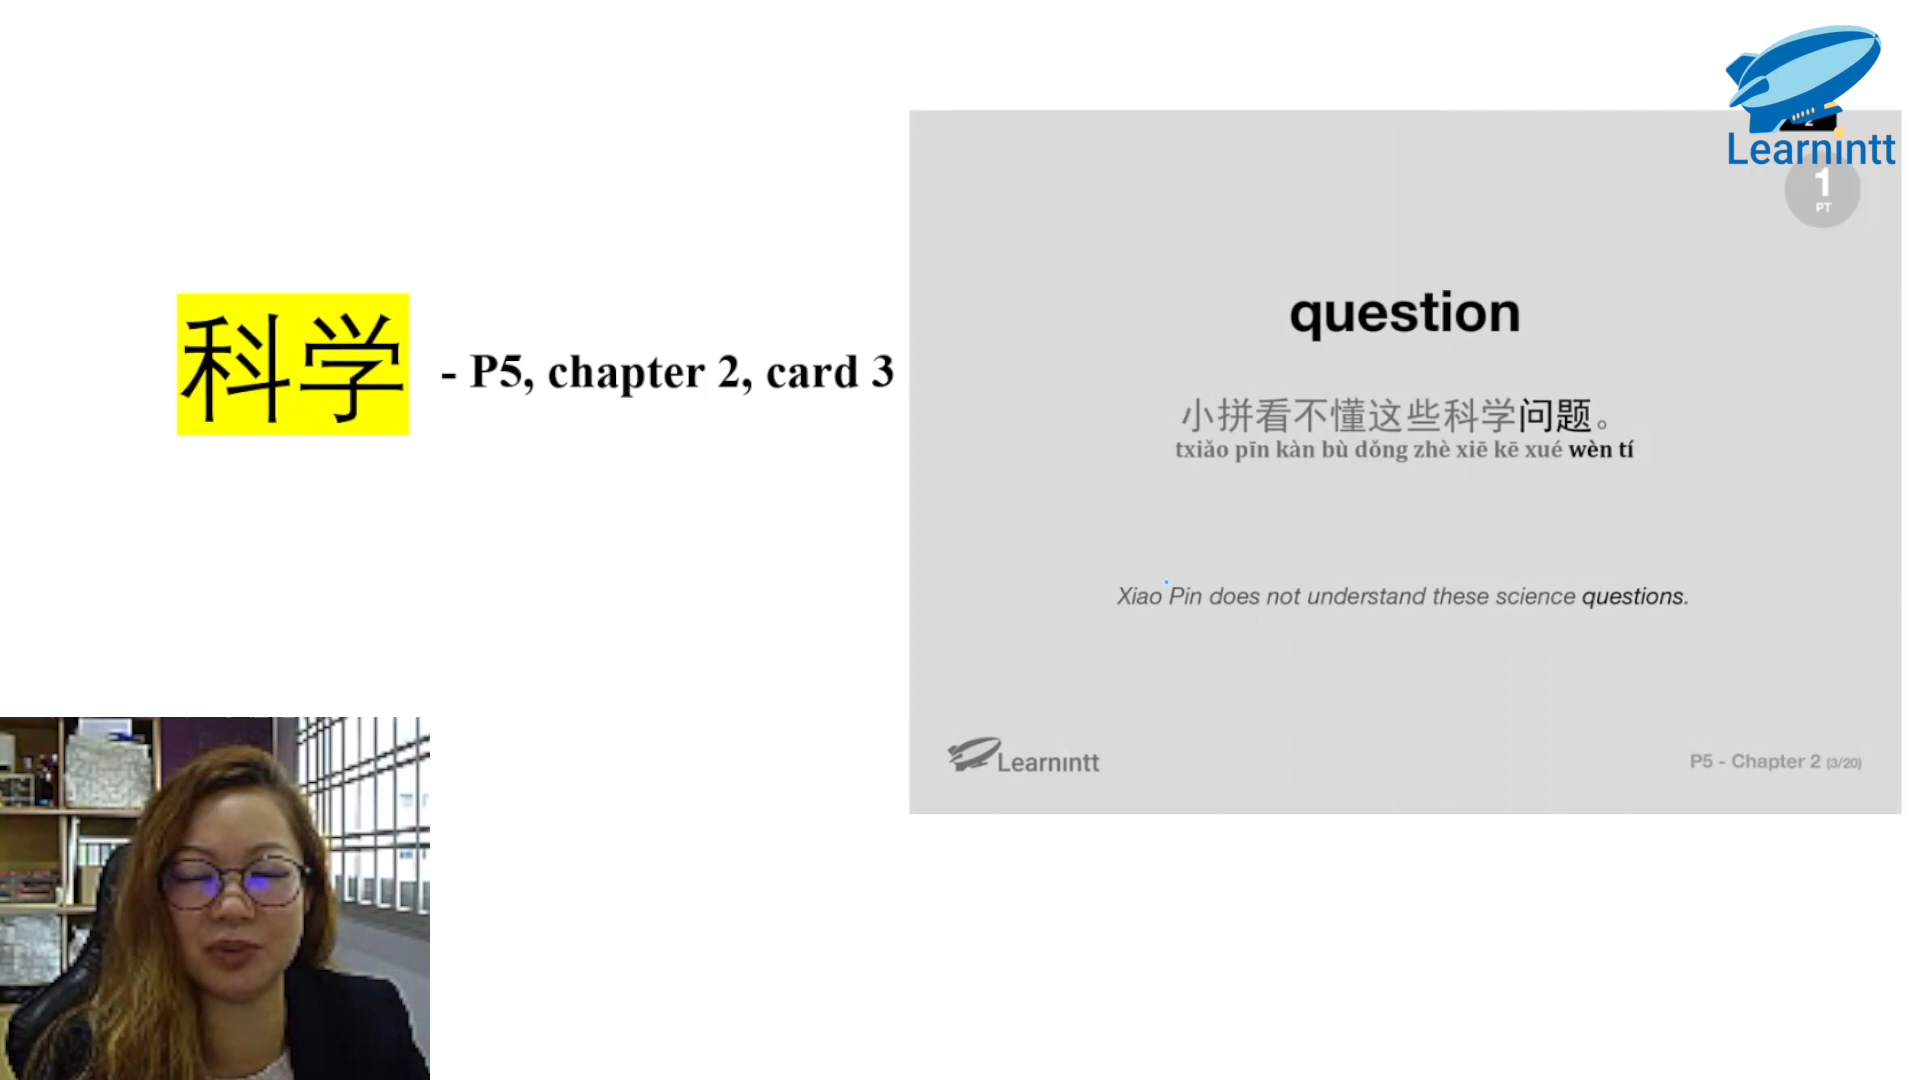 Learnintt
2
1
PT
科学 - P5, chapter 2, card 3
question
小拼看不懂这些科学问题。
txiǎo pīn kàn bù dǒng zhè xiē kē xué wèn tí
Xiao Pin does not understand these science questions.
Learnintt
P5 - Chapter 2 (3/20)